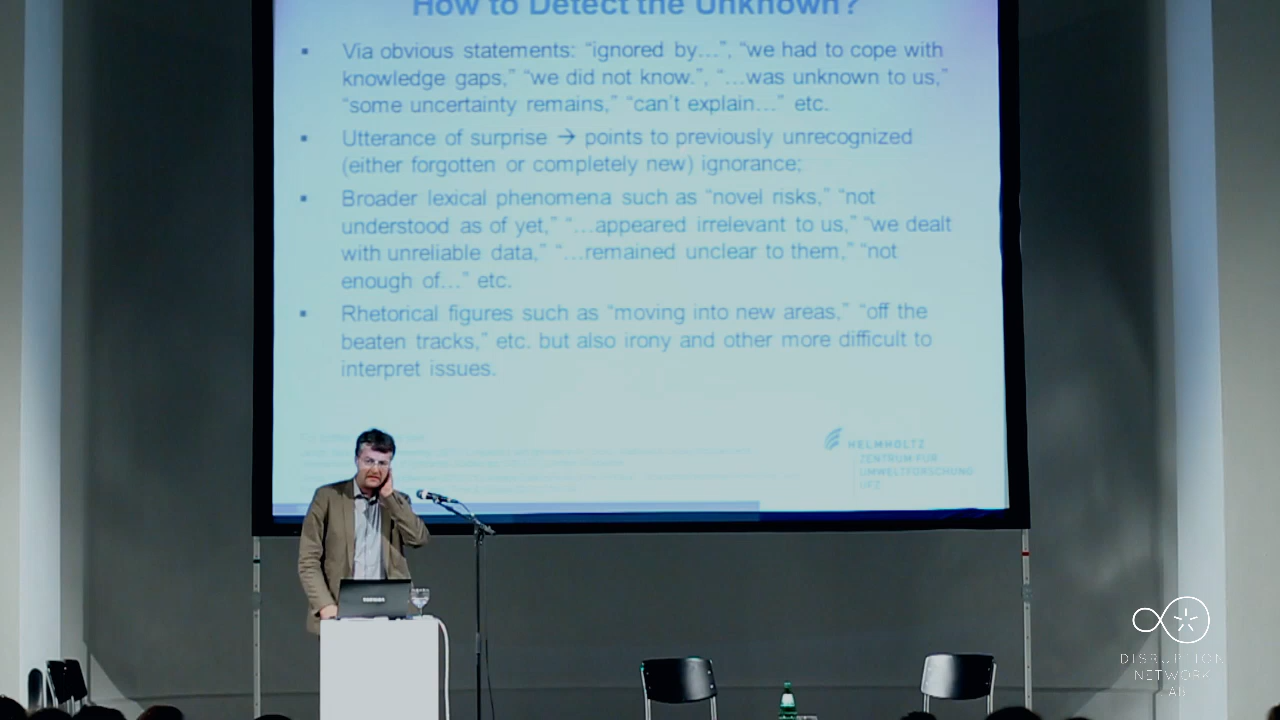 How to Detect the Unknown?
▪ Via obvious statements: “ignored by…”, “we had to cope with
knowledge gaps,” “we did not know.”, “…was unknown to us,”
“some uncertainty remains,” “can’t explain…” etc.
▪ Utterance of surprise → points to previously unrecognized
(either forgotten or completely new) ignorance;
▪ Broader lexical phenomena such as “novel risks,” “not
understood as of yet,” “…appeared irrelevant to us,” “we dealt
with unreliable data,” “…remained unclear to them,” “not
enough of…” etc.
▪ Rhetorical figures such as “moving into new areas,” “off the
beaten tracks,” etc. but also irony and other more difficult to
interpret issues.
HELMHOLTZ
ZENTRUM FÜR
UMWELTFORSCHUNG
UFZ
DISRUPTION
NETWORK
LAB